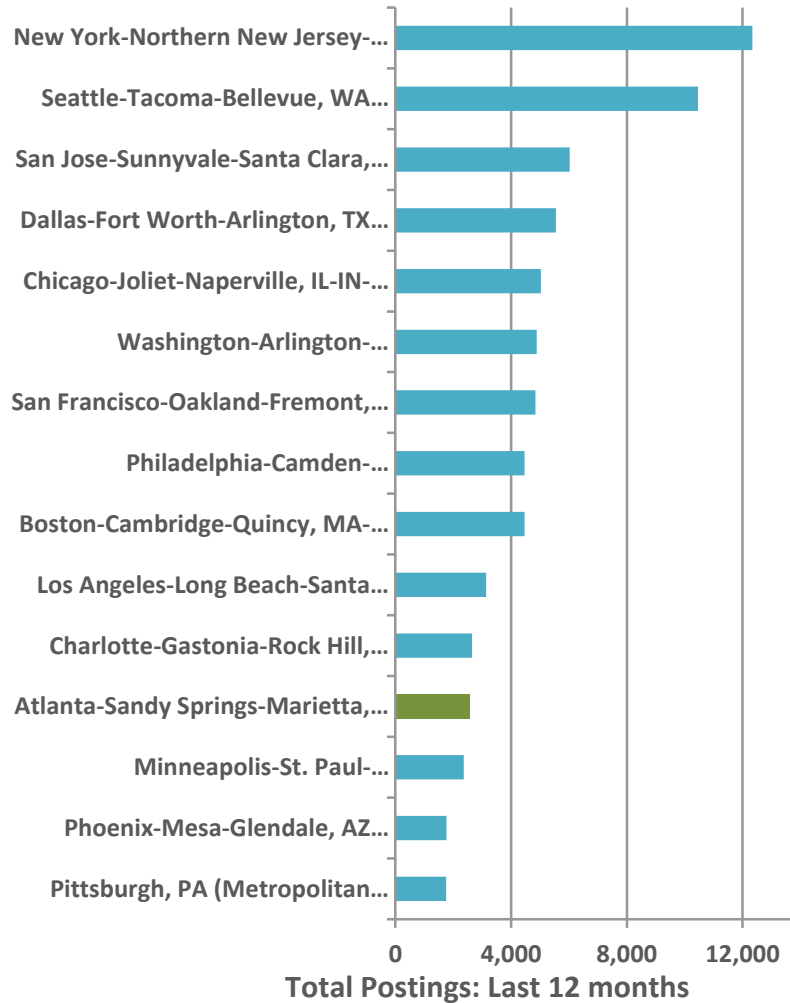 New York-Northern New Jersey-...
Seattle-Tacoma-Bellevue, WA...
San Jose-Sunnyvale-Santa Clara,...
Dallas-Fort Worth-Arlington, TX...
Chicago-Joliet-Naperville, IL-IN-...
Washington-Arlington-...
San Francisco-Oakland-Fremont,...
Philadelphia-Camden-...
Boston-Cambridge-Quincy, MA-...
Los Angeles-Long Beach-Santa...
Charlotte-Gastonia-Rock Hill,...
Atlanta-Sandy Springs-Marietta,...
Minneapolis-St. Paul-...
Phoenix-Mesa-Glendale, AZ...
Pittsburgh, PA (Metropolitan...
0 4,000 8,000 12,000
Total Postings: Last 12 months